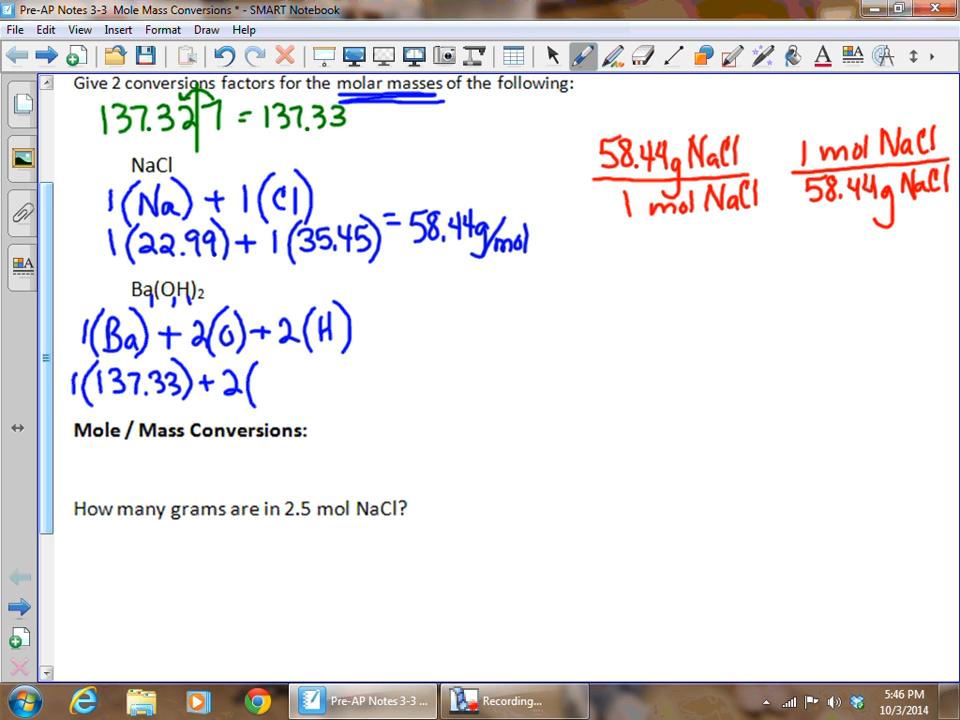 Pre-AP Notes 3-3 Mole Mass Conversions * - SMART Notebook
File Edit View Insert Format Draw Help
Give 2 conversions factors for the molar masses of the following:
137.327 = 137.33
58.44g NaCl
1 mol NaCl
1 mol NaCl
58.44g NaCl
NaCl
1(Na) + 1(Cl)
1(22.99) + 1(35.45) = 58.44g/mol
Ba(OH)₂
1(Ba) + 2(O) + 2(H)
1(137.33) + 2(
Mole / Mass Conversions:
How many grams are in 2.5 mol NaCl?
Pre-AP Notes 3-3 ...
Recording...
5:46 PM
10/3/2014